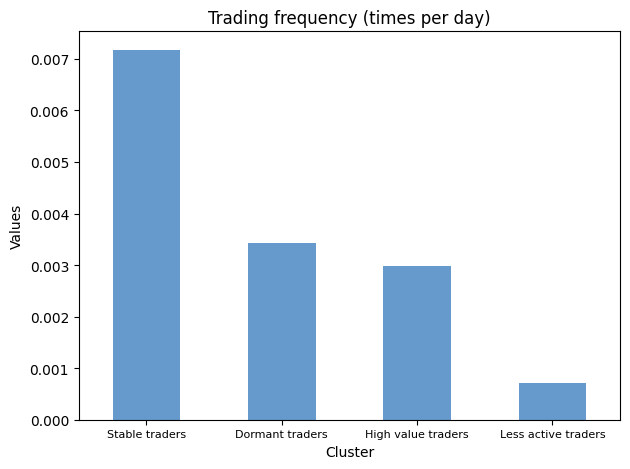 Trading frequency (times per day)
Values
0.007
0.006
0.005
0.004
0.003
0.002
0.001
0.000
Stable traders
Dormant traders
High value traders
Less active traders
Cluster